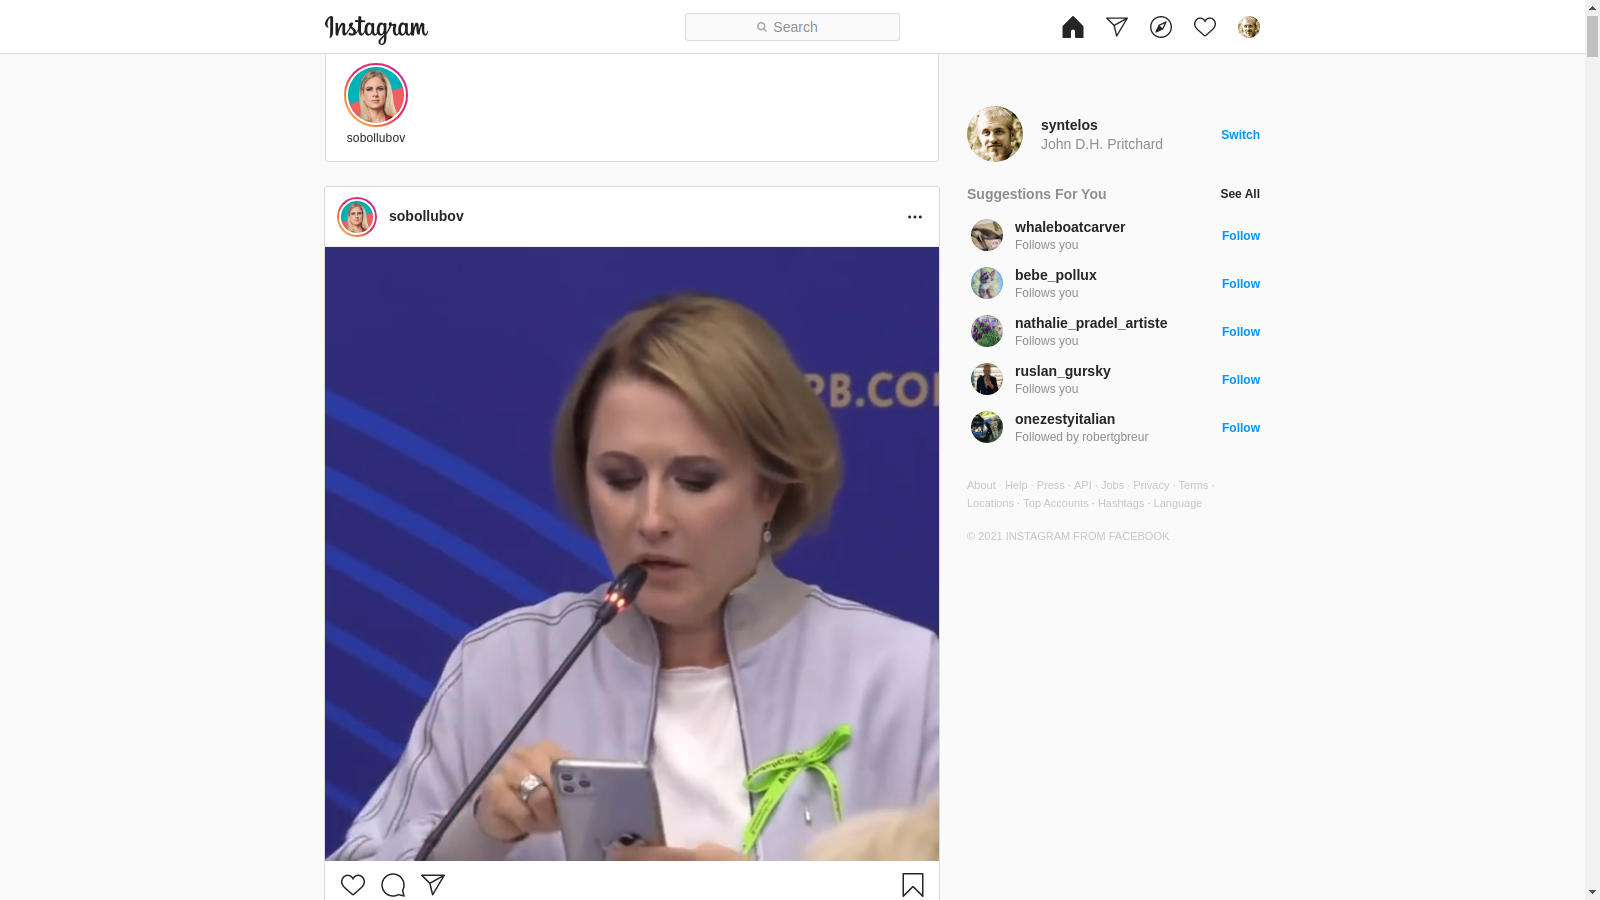 Instagram
Search
sobollubov
sobollubov
PB.CO
syntelos
John D.H. Pritchard
Switch
Suggestions For You
See All
whaleboatcarver
Follows you
Follow
bebe_pollux
Follows you
Follow
nathalie_pradel_artiste
Follows you
Follow
ruslan_gursky
Follows you
Follow
onezestyitalian
Followed by robertgbreur
Follow
About · Help · Press · API · Jobs · Privacy · Terms ·
Locations · Top Accounts · Hashtags · Language
© 2021 INSTAGRAM FROM FACEBOOK